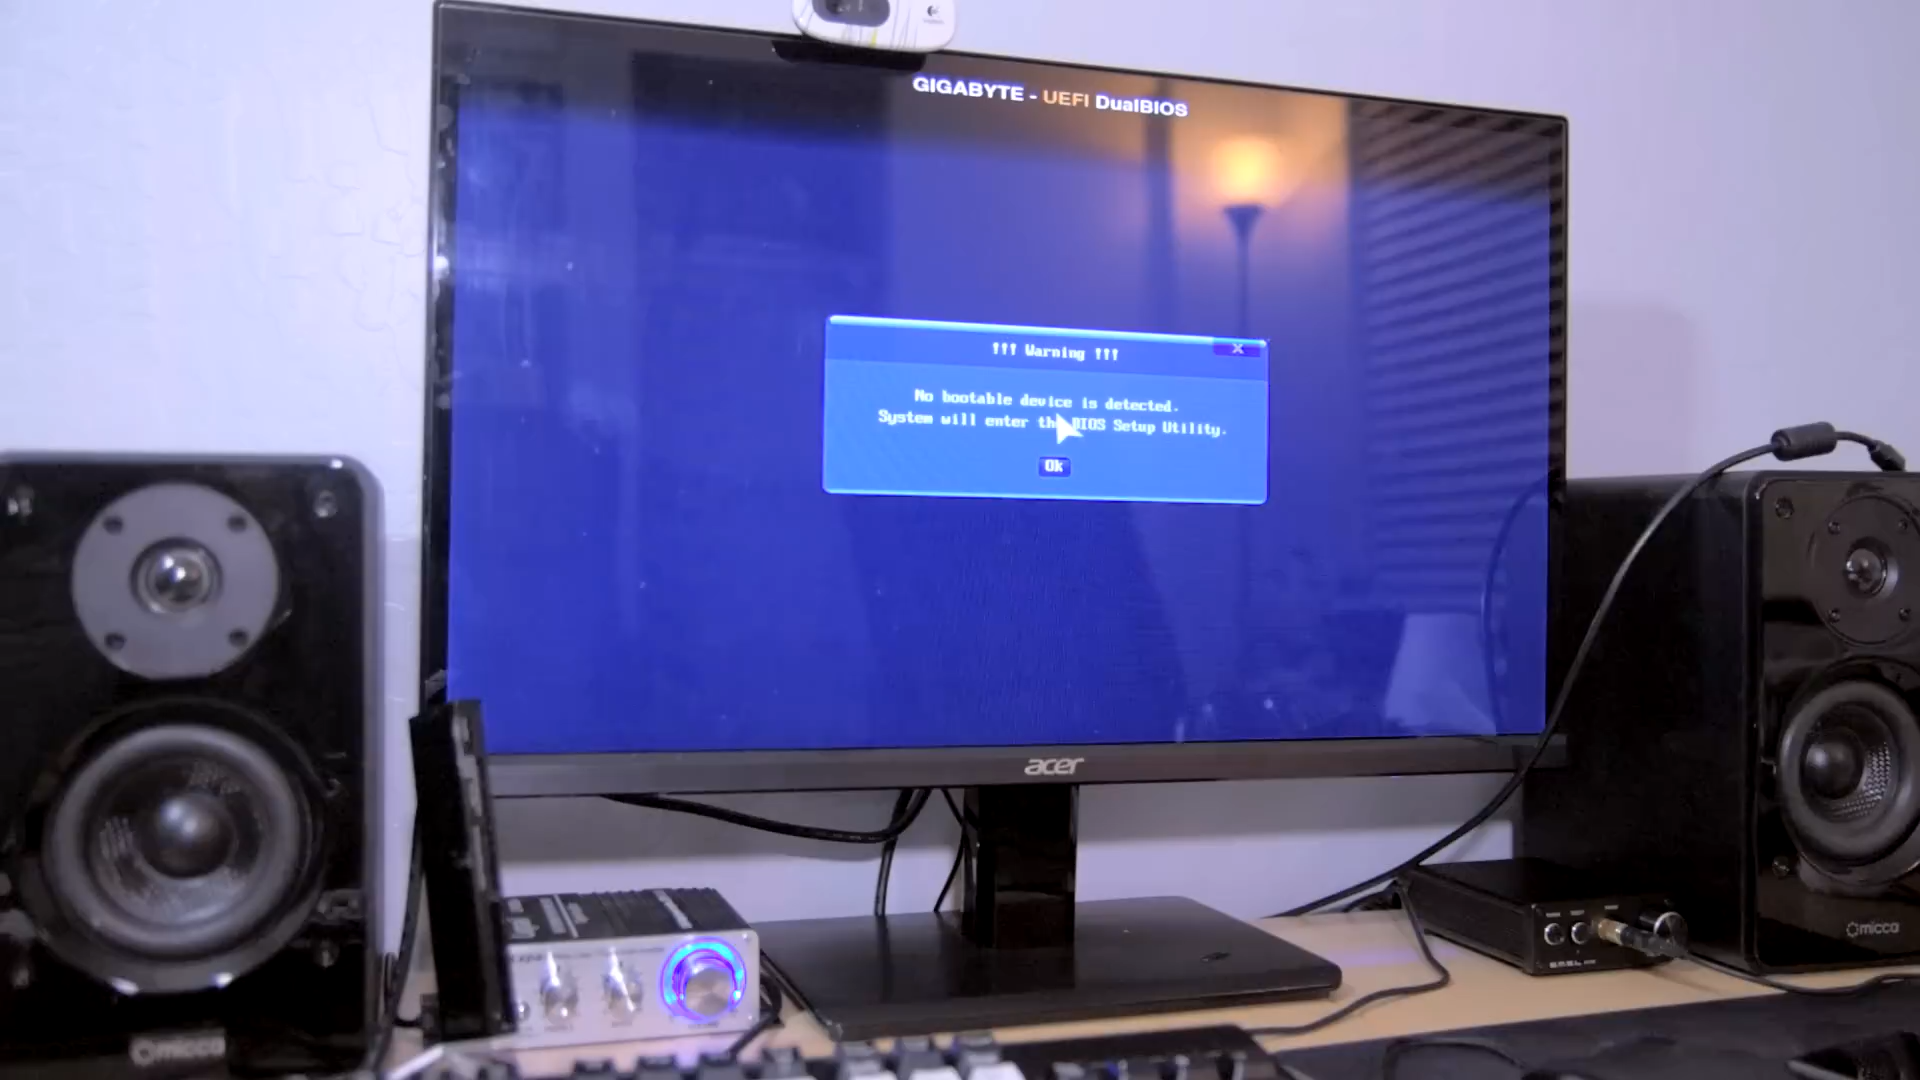 GIGABYTE - UEFI DualBIOS
!!! Warning !!!
X
No bootable device is detected.
System will enter the BIOS Setup Utility.
Ok
acer
micca
micca